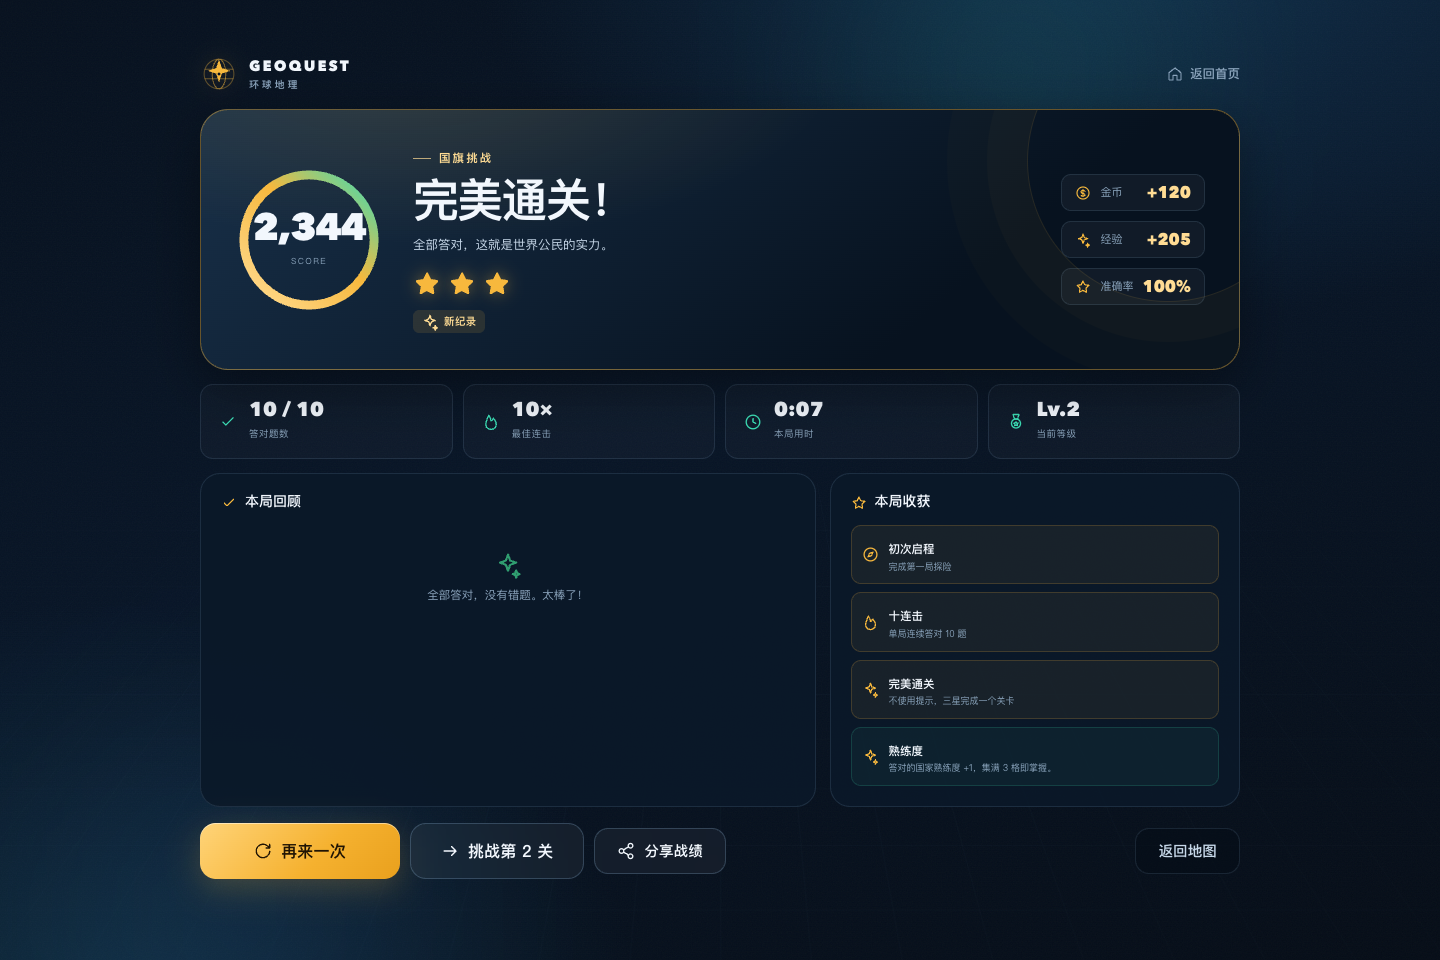 GEOQUEST
环球地理
返回首页
国旗挑战
完美通关！
全部答对，这就是世界公民的实力。
新纪录
2,344
SCORE
金币 +120
经验 +205
准确率 100%
10 / 10
答对题数
10×
最佳连击
0:07
本局用时
Lv.2
当前等级
本局回顾
全部答对，没有错题。太棒了！
本局收获
初次启程
完成第一局探险
十连击
单局连续答对 10 题
完美通关
不使用提示，三星完成一个关卡
熟练度
答对的国家熟练度 +1，集满 3 格即掌握。
再来一次
挑战第 2 关
分享战绩
返回地图